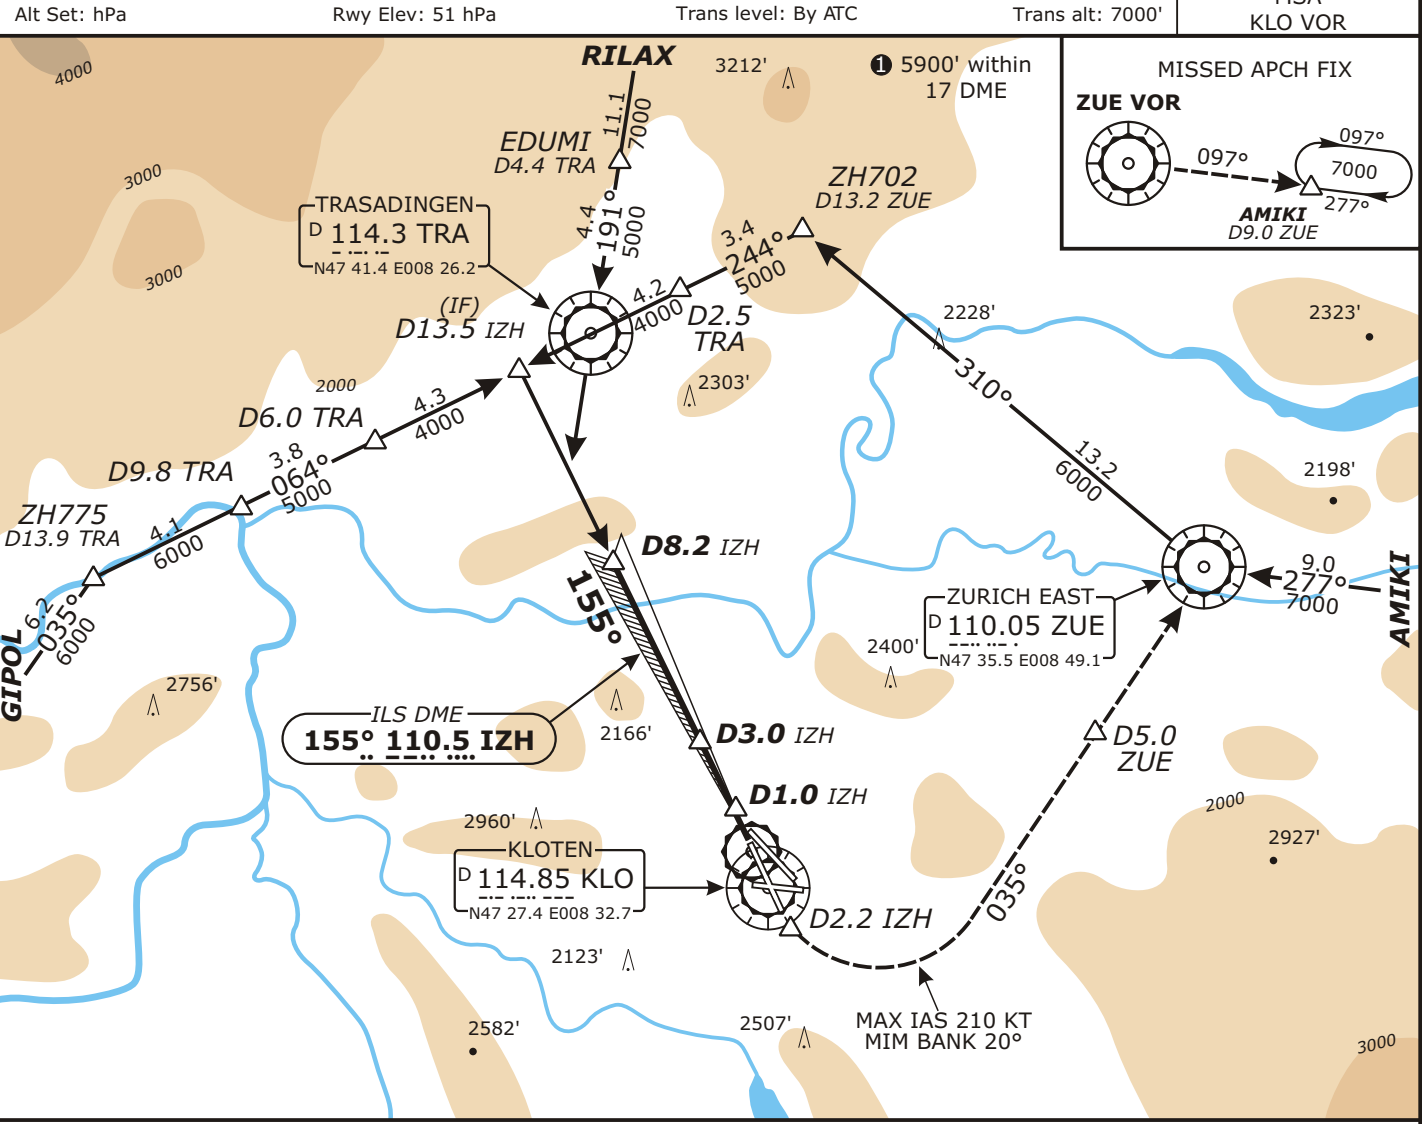 Alt Set: hPa
Rwy Elev: 51 hPa
Trans level: By ATC
Trans alt: 7000'
KLO VOR
4000
RILAX
3212'
1 5900' within
17 DME
MISSED APCH FIX
ZUE VOR
097°
097°
7000
277°
AMIKI
D9.0 ZUE
11.1
7000
EDUMI
D4.4 TRA
3000
ZH702
D13.2 ZUE
TRASADINGEN
D 114.3 TRA
N47 41.4 E008 26.2
4.4
191°
5000
3.4
244°
5000
3000
(IF)
D13.5 IZH
4.2
4000
D2.5
TRA
2228'
2323'
2303'
310°
2000
D6.0 TRA
4.3
4000
13.2
6000
2198'
D9.8 TRA
3.8
064°
5000
ZH775
D13.9 TRA
4.1
6000
D8.2 IZH
155°
9.0
277°
7000
AMIKI
6.2
035°
6000
GIPOL
ZURICH EAST
D 110.05 ZUE
N47 35.5 E008 49.1
2400'
2756'
ILS DME
155° 110.5 IZH
2166'
D3.0 IZH
D5.0
ZUE
D1.0 IZH
2000
2960'
2927'
KLOTEN
D 114.85 KLO
N47 27.4 E008 32.7
D2.2 IZH
035°
2123'
2582'
2507'
MAX IAS 210 KT
MIM BANK 20°
3000